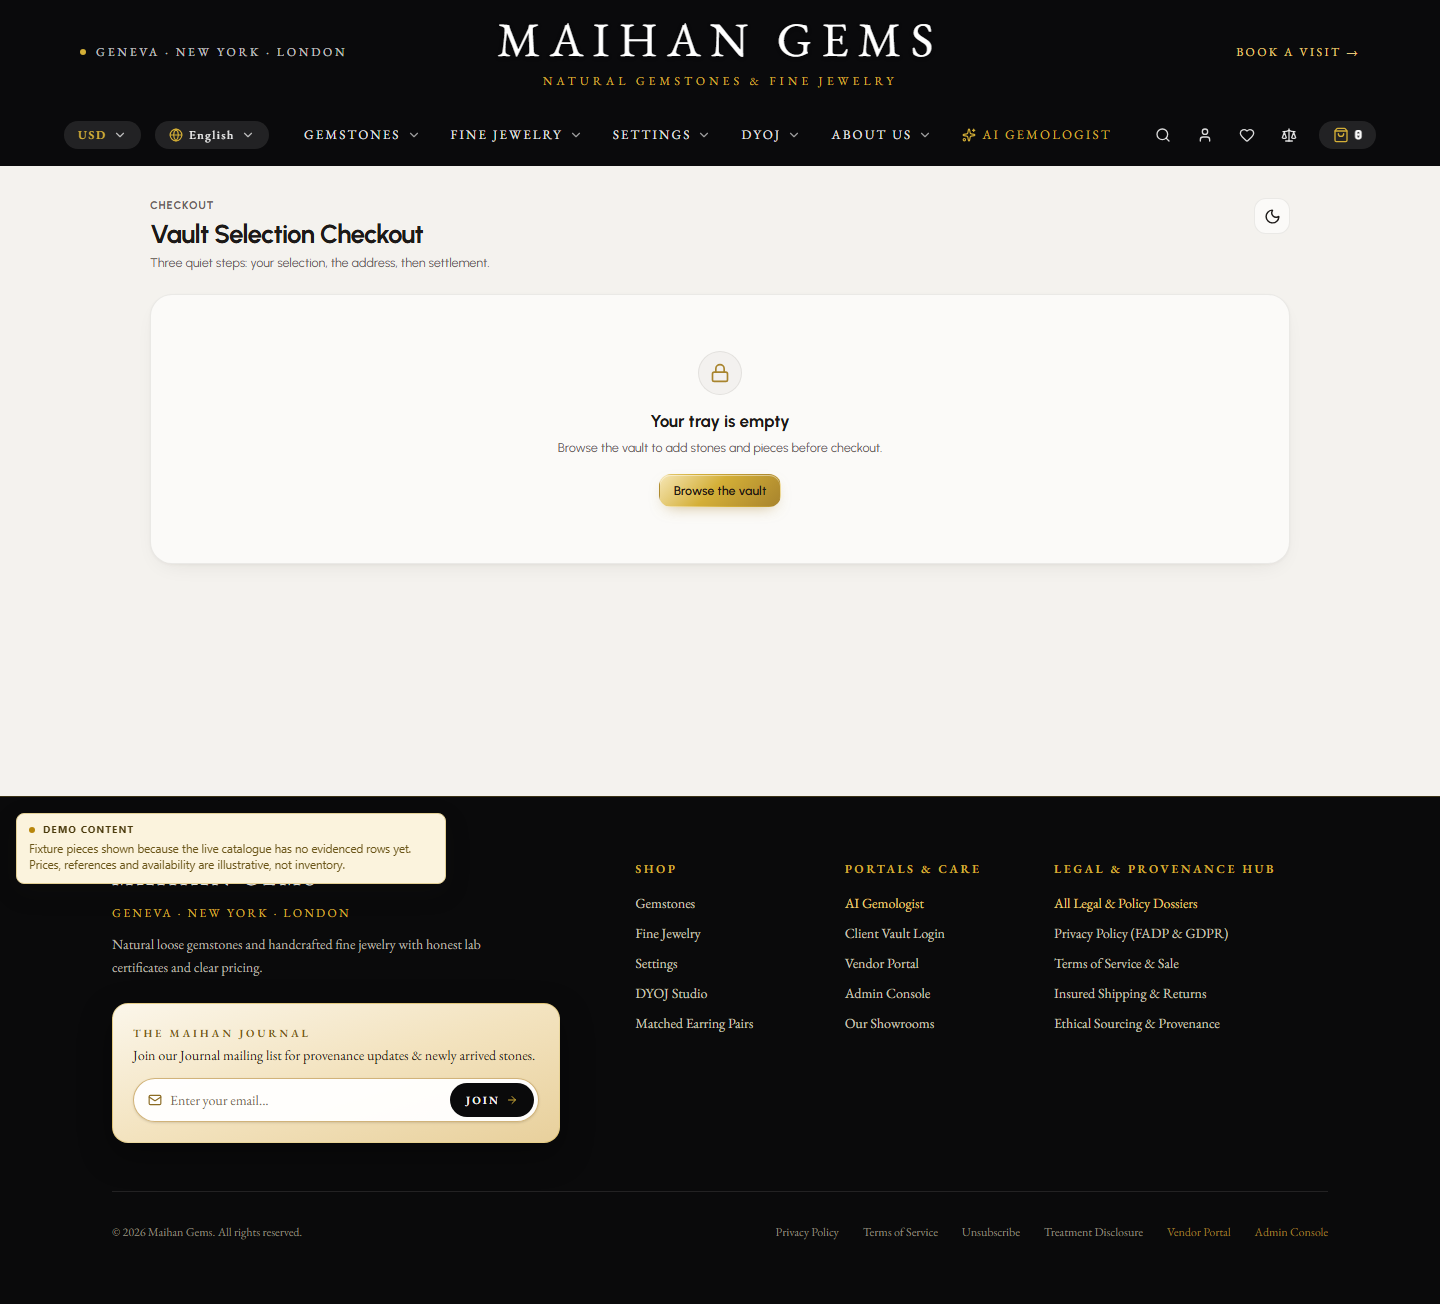 GENEVA · NEW YORK · LONDON
MAIHAN GEMS
NATURAL GEMSTONES & FINE JEWELRY
BOOK A VISIT →
USD
English
GEMSTONES
FINE JEWELRY
SETTINGS
DYOJ
ABOUT US
AI GEMOLOGIST
0
CHECKOUT
Vault Selection Checkout
Three quiet steps: your selection, the address, then settlement.
Your tray is empty
Browse the vault to add stones and pieces before checkout.
Browse the vault
DEMO CONTENT
Fixture pieces shown because the live catalogue has no evidenced rows yet.
Prices, references and availability are illustrative, not inventory.
GENEVA · NEW YORK · LONDON
Natural loose gemstones and handcrafted fine jewelry with honest lab
certificates and clear pricing.
THE MAIHAN JOURNAL
Join our Journal mailing list for provenance updates & newly arrived stones.
Enter your email...
JOIN →
SHOP
Gemstones
Fine Jewelry
Settings
DYOJ Studio
Matched Earring Pairs
PORTALS & CARE
AI Gemologist
Client Vault Login
Vendor Portal
Admin Console
Our Showrooms
LEGAL & PROVENANCE HUB
All Legal & Policy Dossiers
Privacy Policy (FADP & GDPR)
Terms of Service & Sale
Insured Shipping & Returns
Ethical Sourcing & Provenance
© 2026 Maihan Gems. All rights reserved.
Privacy Policy
Terms of Service
Unsubscribe
Treatment Disclosure
Vendor Portal
Admin Console